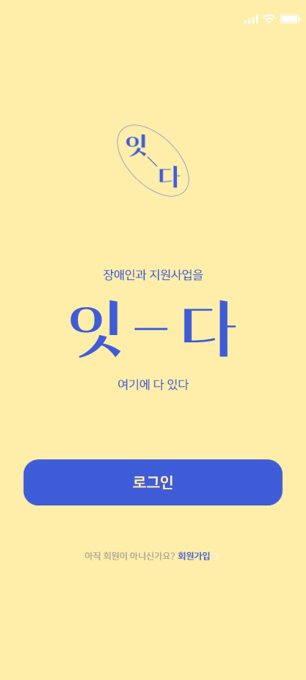 잇
다
장애인과 지원사업을
잇 – 다
여기에 다 있다
로그인
아직 회원이 아니신가요? 회원가입